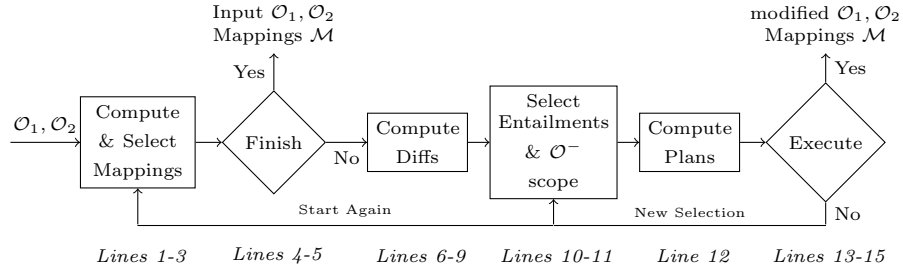 Input 𝒪₁, 𝒪₂
Mappings ℳ
modified 𝒪₁, 𝒪₂
Mappings ℳ
Yes
Yes
𝒪₁, 𝒪₂
Compute
& Select
Mappings
Finish
No
Compute
Diffs
Select
Entailments
& 𝒪⁻
scope
Compute
Plans
Execute
No
Start Again
New Selection
Lines 1-3
Lines 4-5
Lines 6-9
Lines 10-11
Line 12
Lines 13-15